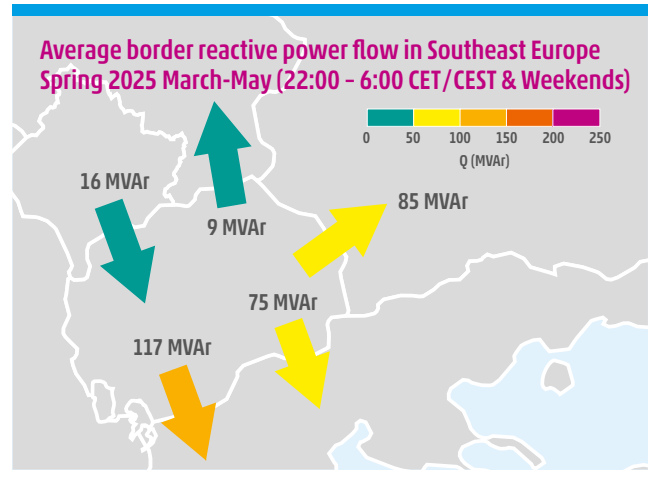 Average border reactive power flow in Southeast Europe
Spring 2025 March-May (22:00 – 6:00 CET/CEST & Weekends)
0 50 100 150 200 250
Q (MVAr)
16 MVAr
85 MVAr
9 MVAr
75 MVAr
117 MVAr